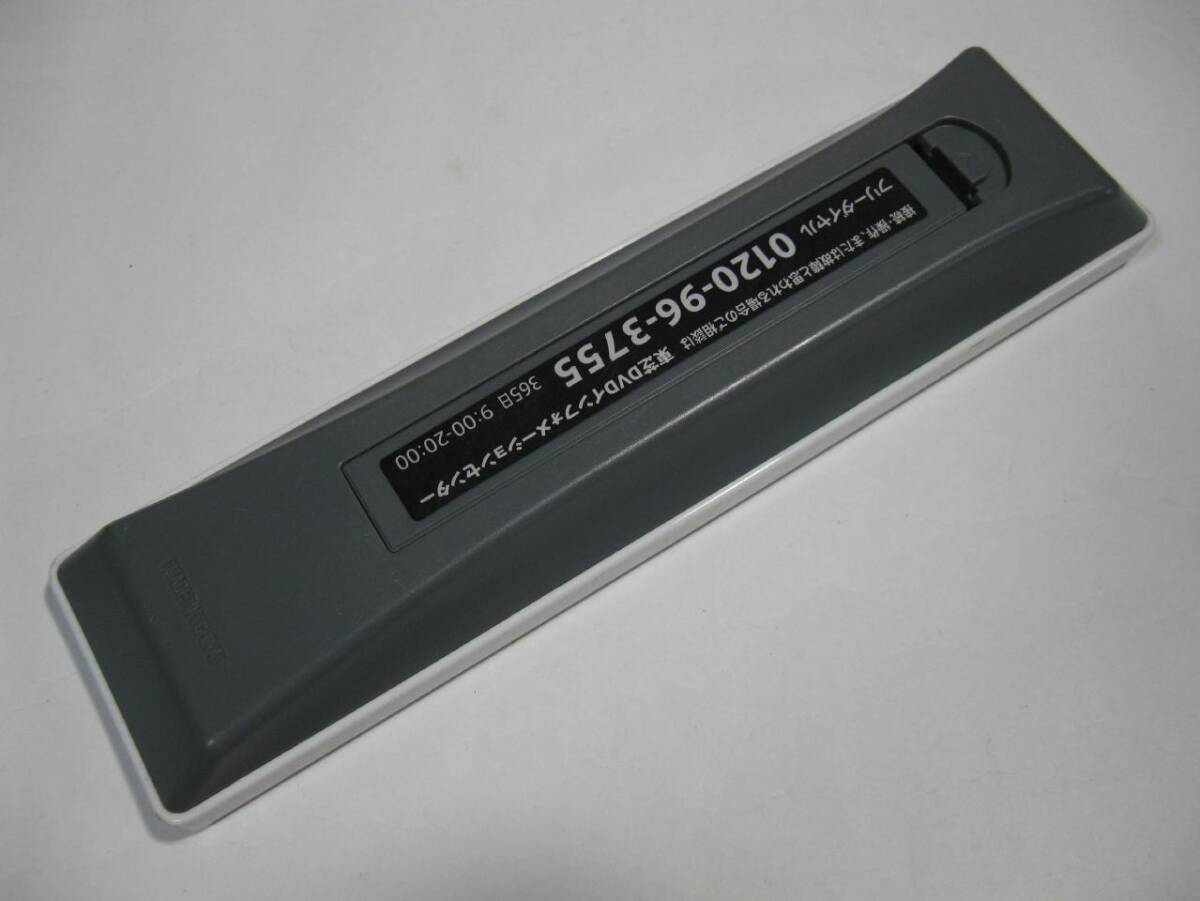 接続・操作、または故障と思われる場合のご相談は 東芝DVDインフォメーションセンター
フリーダイヤル 0120-96-3755 365日 9:00-20:00